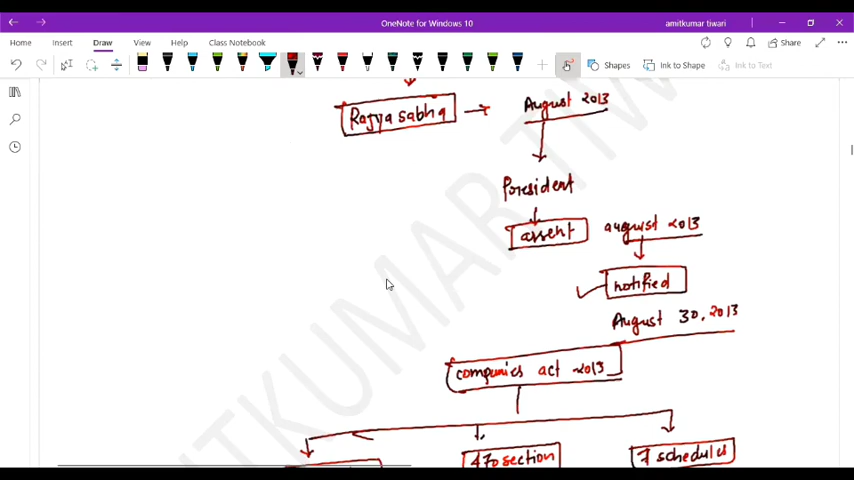 OneNote for Windows 10
amitkumar tiwari
Home Insert Draw View Help Class Notebook
Share
Shapes
Ink to Shape
Ink to Text
Rajya sabha
August 2013
President
assent
august 2013
notified
August 30, 2013
companies act 2013
470 section
7 schedules
AMITKUMAR TIWARI